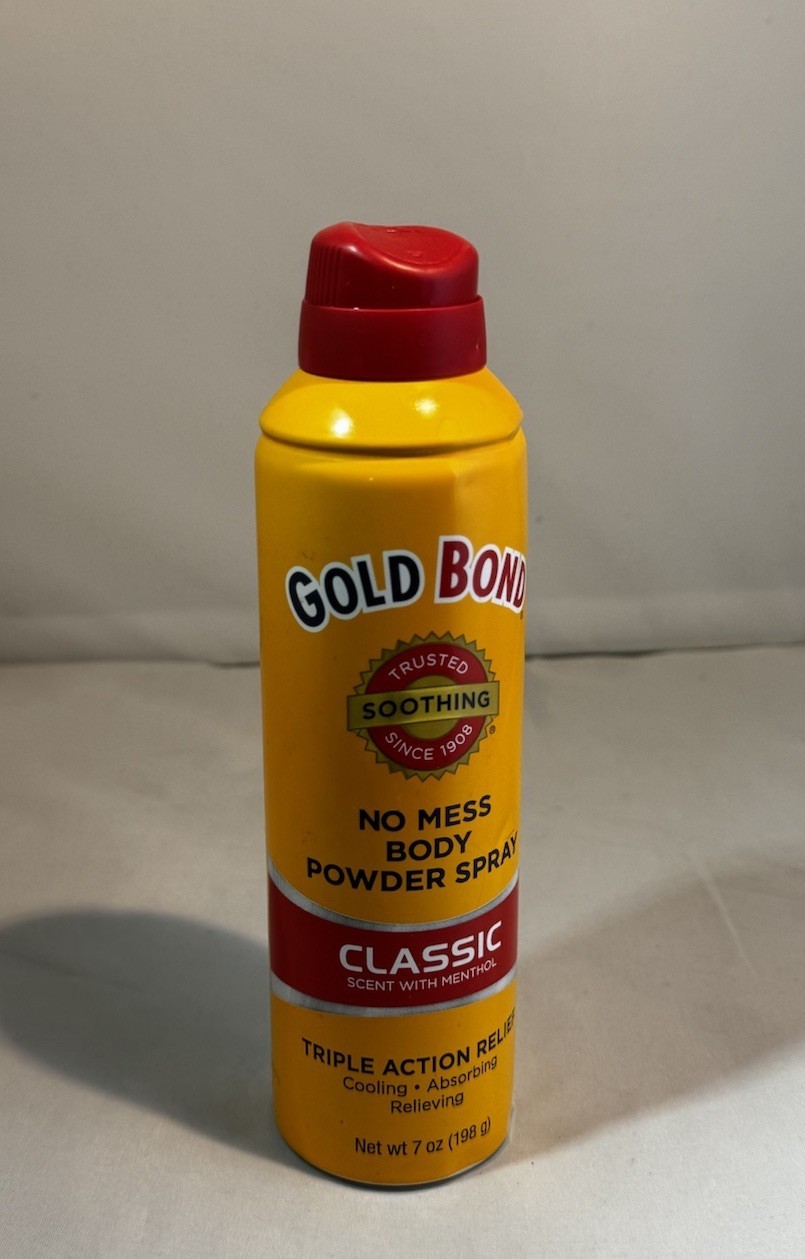 GOLD BOND
TRUSTED
SOOTHING
SINCE 1908
®
NO MESS
BODY
POWDER SPRAY
CLASSIC
SCENT WITH MENTHOL
TRIPLE ACTION RELIEF
Cooling • Absorbing
Relieving
Net wt 7 oz (198 g)